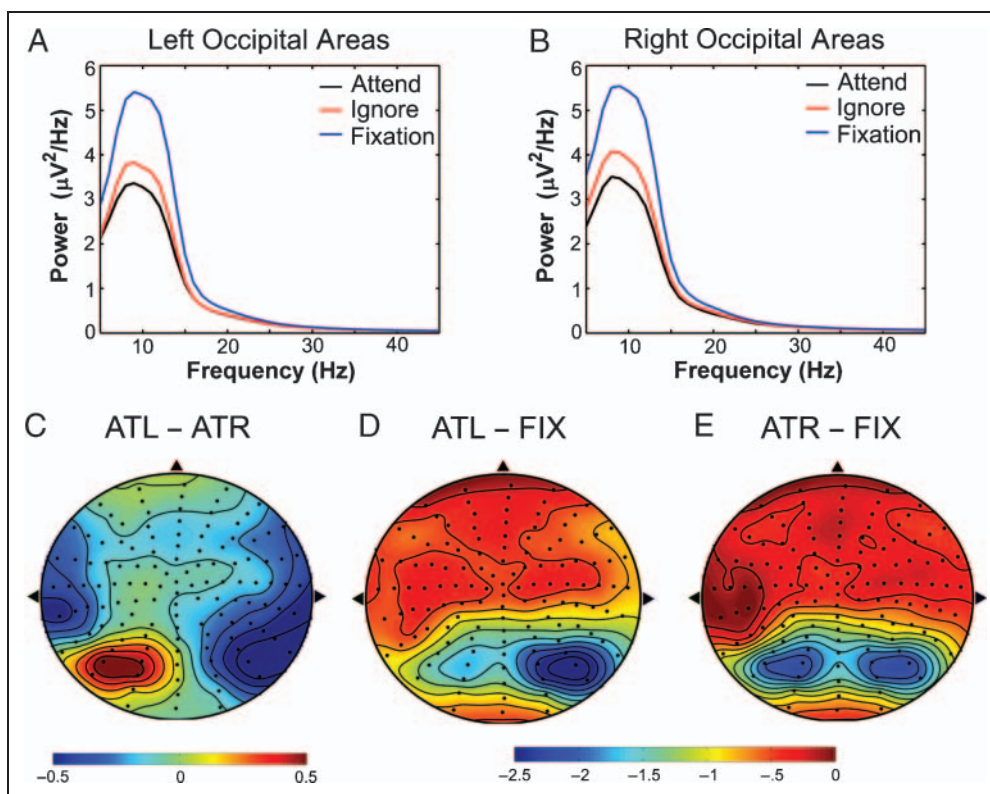 A Left Occipital Areas
6
5
4
3
2
1
0
Power (µV²/Hz)
Attend
Ignore
Fixation
10 20 30 40
Frequency (Hz)
B Right Occipital Areas
6
5
4
3
2
1
0
Power (µV²/Hz)
Attend
Ignore
Fixation
10 20 30 40
Frequency (Hz)
C ATL – ATR
D ATL – FIX
E ATR – FIX
−0.5 0 0.5
−2.5 −2 −1.5 −1 −.5 0